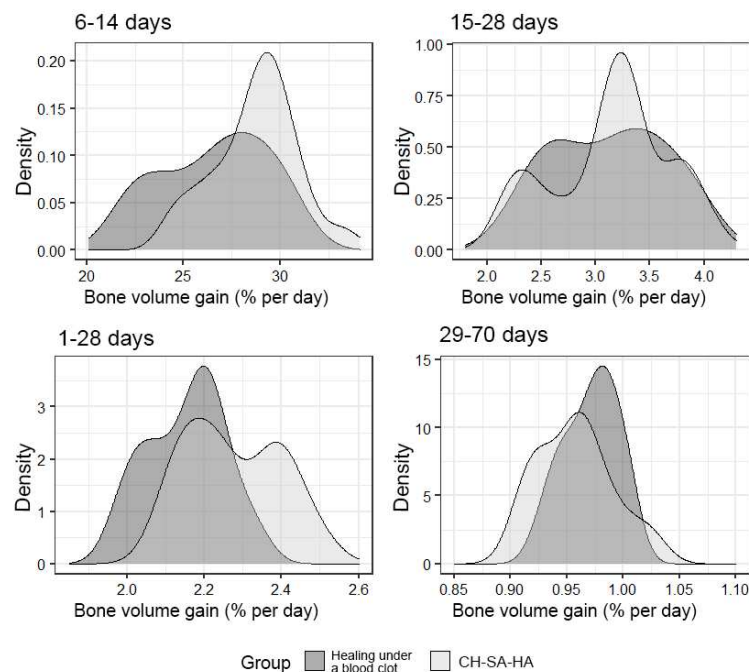 6-14 days
0.20
0.15
0.10
0.05
0.00
Density
20
25
30
Bone volume gain (% per day)
15-28 days
1.00
0.75
0.50
0.25
0.00
Density
2.0
2.5
3.0
3.5
4.0
Bone volume gain (% per day)
1-28 days
3
2
1
0
Density
2.0
2.2
2.4
2.6
Bone volume gain (% per day)
29-70 days
15
10
5
0
Density
0.85
0.90
0.95
1.00
1.05
1.10
Bone volume gain (% per day)
Group
Healing under
a blood clot
CH-SA-HA